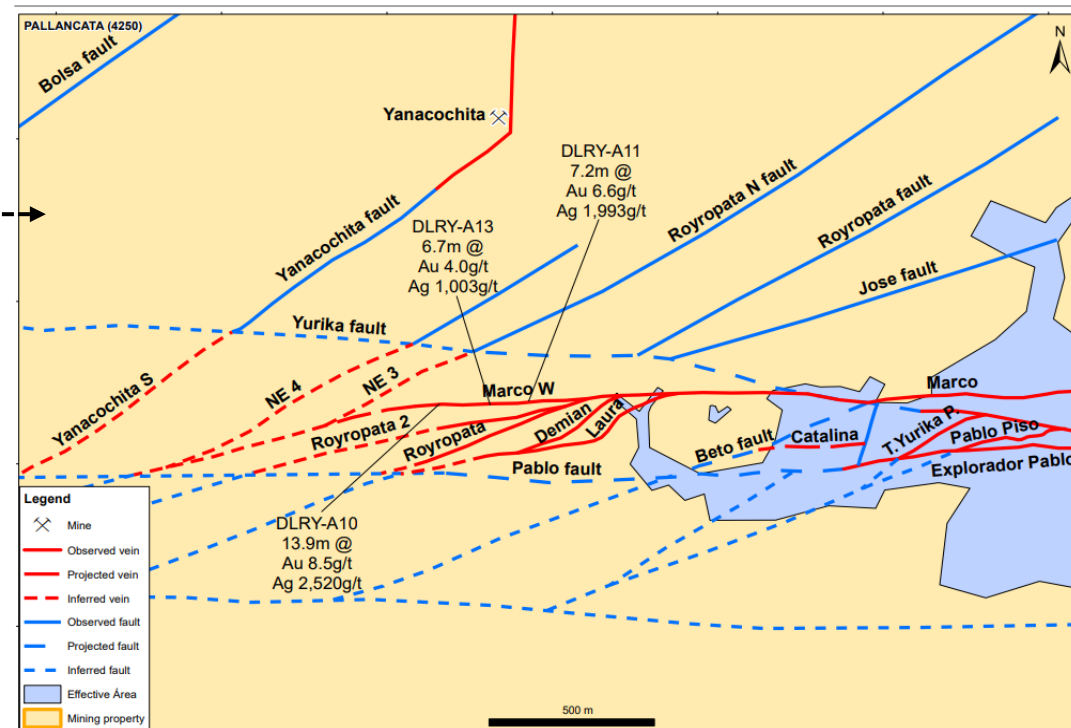 PALLANCATA (4250)
N
Bolsa fault
Yanacochita
DLRY-A11
7.2m @
Au 6.6g/t
Ag 1,993g/t
Royropata N fault
Royropata fault
Yanacochita fault
DLRY-A13
6.7m @
Au 4.0g/t
Ag 1,003g/t
Jose fault
Yurika fault
Yanacochita S
NE 4
NE 3
Marco W
Marco
Royropata 2
Royropata
Demian
Laura
Beto fault
Catalina
T.Yurika P.
Pablo Piso
Pablo fault
Explorador Pablo
DLRY-A10
13.9m @
Au 8.5g/t
Ag 2,520g/t
Legend
Mine
Observed vein
Projected vein
Inferred vein
Observed fault
Projected fault
Inferred fault
Effective Área
Mining property
500 m